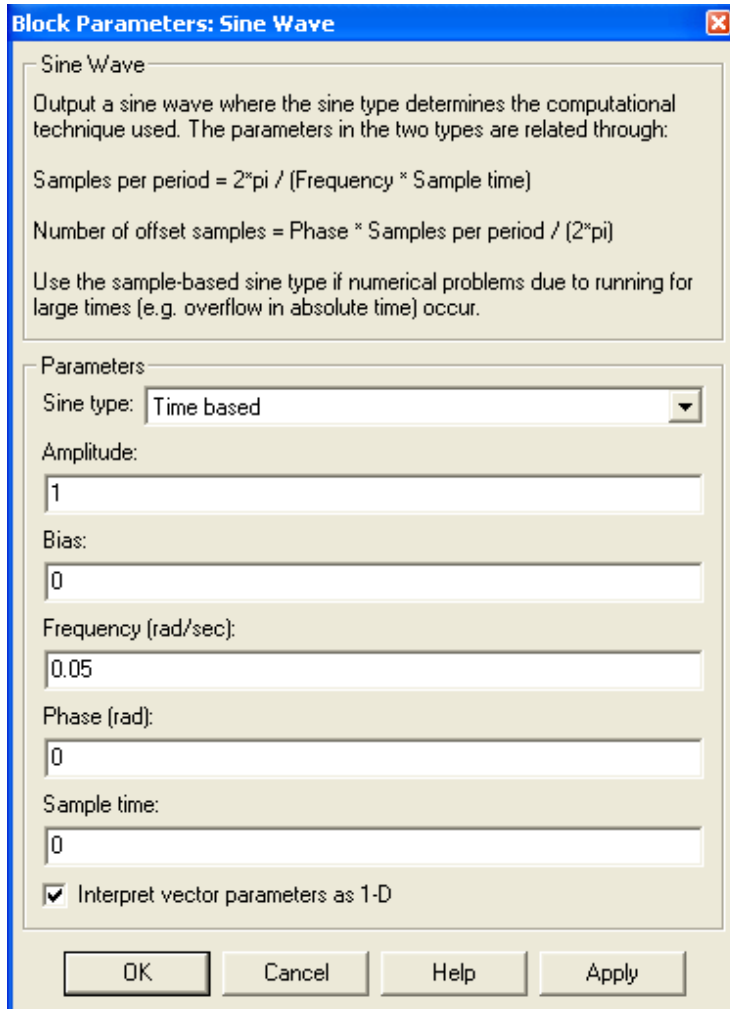 Block Parameters: Sine Wave
Sine Wave
Output a sine wave where the sine type determines the computational
technique used. The parameters in the two types are related through:
Samples per period = 2*pi / (Frequency * Sample time)
Number of offset samples = Phase * Samples per period / (2*pi)
Use the sample-based sine type if numerical problems due to running for
large times (e.g. overflow in absolute time) occur.
Parameters
Sine type: Time based
Amplitude:
1
Bias:
0
Frequency (rad/sec):
0.05
Phase (rad):
0
Sample time:
0
Interpret vector parameters as 1-D
OK Cancel Help Apply